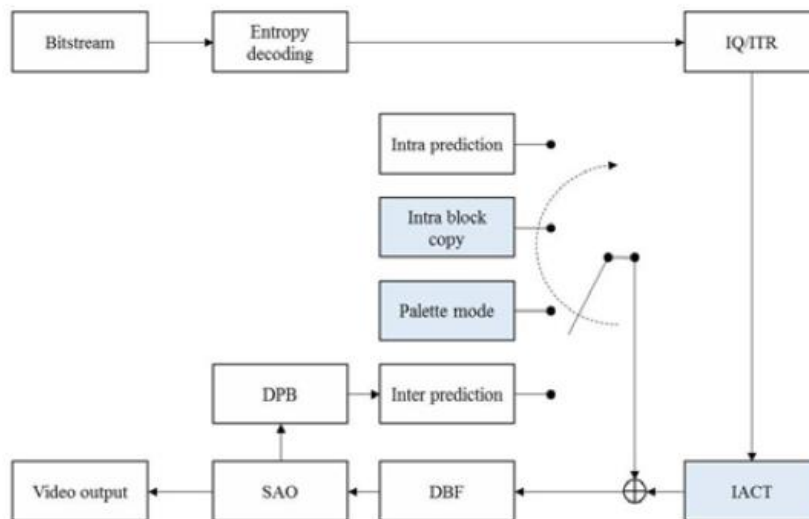 Bitstream
Entropy
decoding
IQ/ITR
Intra prediction
Intra block
copy
Palette mode
DPB
Inter prediction
Video output
SAO
DBF
IACT